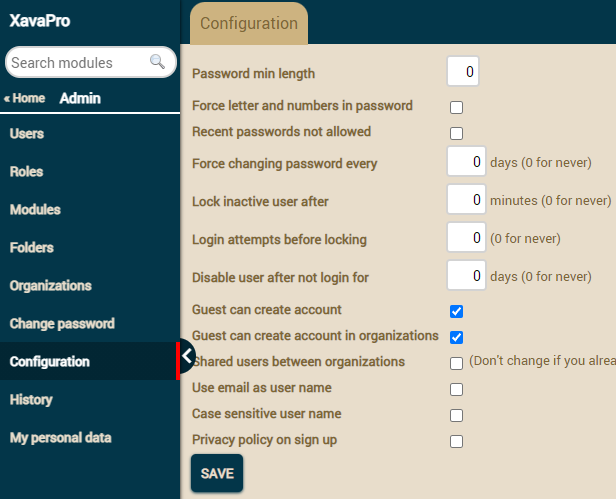 XavaPro
Search modules
« Home Admin
Users
Roles
Modules
Folders
Organizations
Change password
Configuration
History
My personal data
Configuration
Password min length 0
Force letter and numbers in password
Recent passwords not allowed
Force changing password every 0 days (0 for never)
Lock inactive user after 0 minutes (0 for never)
Login attempts before locking 0 (0 for never)
Disable user after not login for 0 days (0 for never)
Guest can create account
Guest can create account in organizations
Shared users between organizations (Don't change if you alrea
Use email as user name
Case sensitive user name
Privacy policy on sign up
SAVE